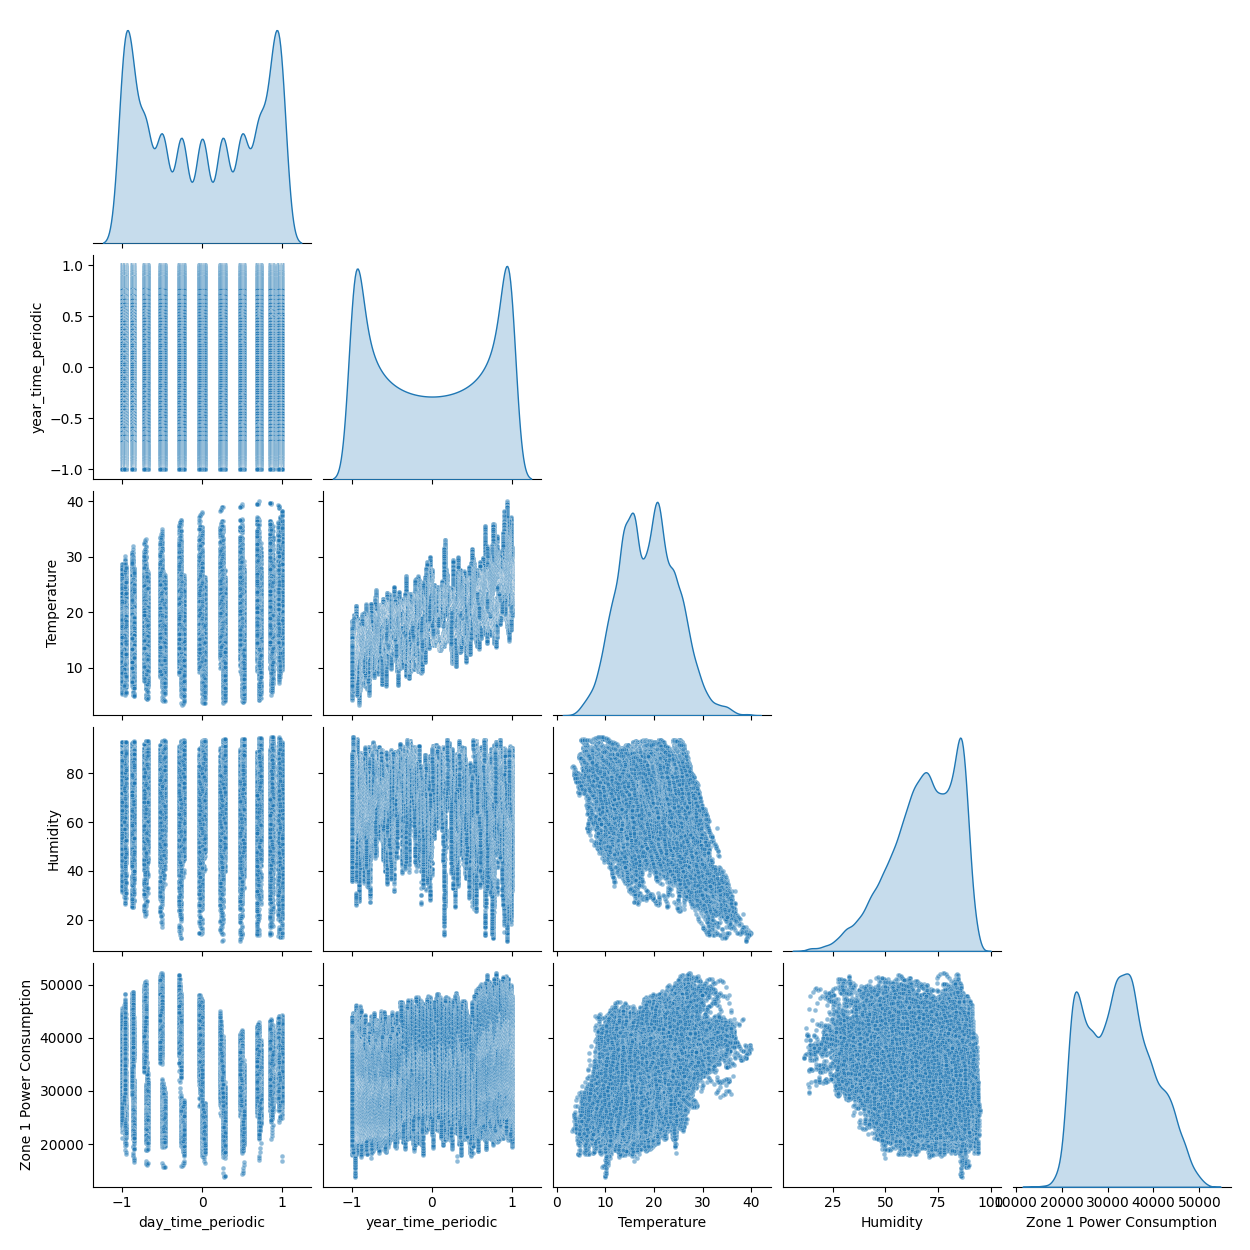 1.0
0.5
0.0
−0.5
−1.0
year_time_periodic
40
30
20
10
Temperature
80
60
40
20
Humidity
50000
40000
30000
20000
Zone 1 Power Consumption
−1 0 1
day_time_periodic
−1 0 1
year_time_periodic
0 10 20 30 40
Temperature
25 50 75 100
Humidity
10000 20000 30000 40000 50000
Zone 1 Power Consumption